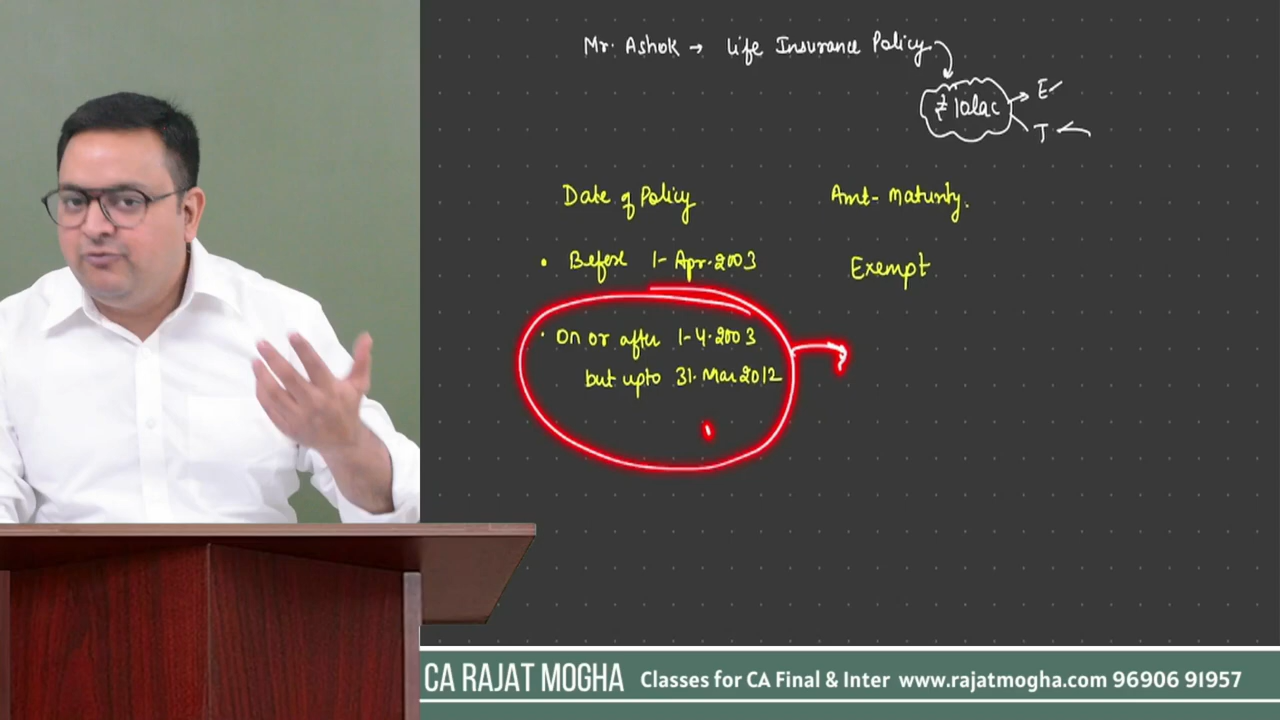 Mr. Ashok → Life Insurance Policy
₹ 10lac
E
T
Date of Policy Amt- Maturity.
• Before 1-Apr.2003 Exempt
• On or after 1-4.2003
but upto 31.Mar2012
CA RAJAT MOGHA Classes for CA Final & Inter www.rajatmogha.com 96906 91957